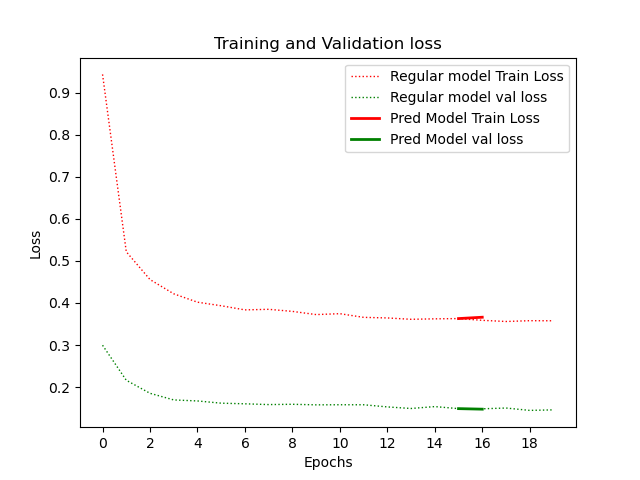 Training and Validation loss
Regular model Train Loss
Regular model val loss
Pred Model Train Loss
Pred Model val loss
Loss
0.9
0.8
0.7
0.6
0.5
0.4
0.3
0.2
0 2 4 6 8 10 12 14 16 18
Epochs